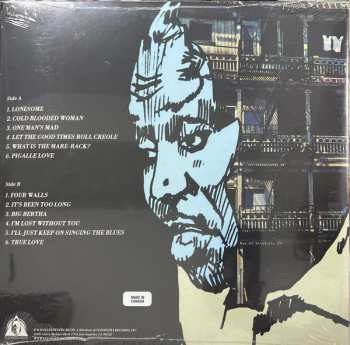 Side A
1. LONESOME
2. COLD BLOODED WOMAN
3. ONE MAN'S MAD
4. LET THE GOOD TIMES ROLL CREOLE
5. WHAT IS THE MARE-RACK?
6. PIGALLE LOVE
Side B
1. FOUR WALLS
2. IT'S BEEN TOO LONG
3. BIG BERTHA
4. I'M LOST WITHOUT YOU
5. I'LL JUST KEEP ON SINGING THE BLUES
6. TRUE LOVE
MADE IN
CANADA